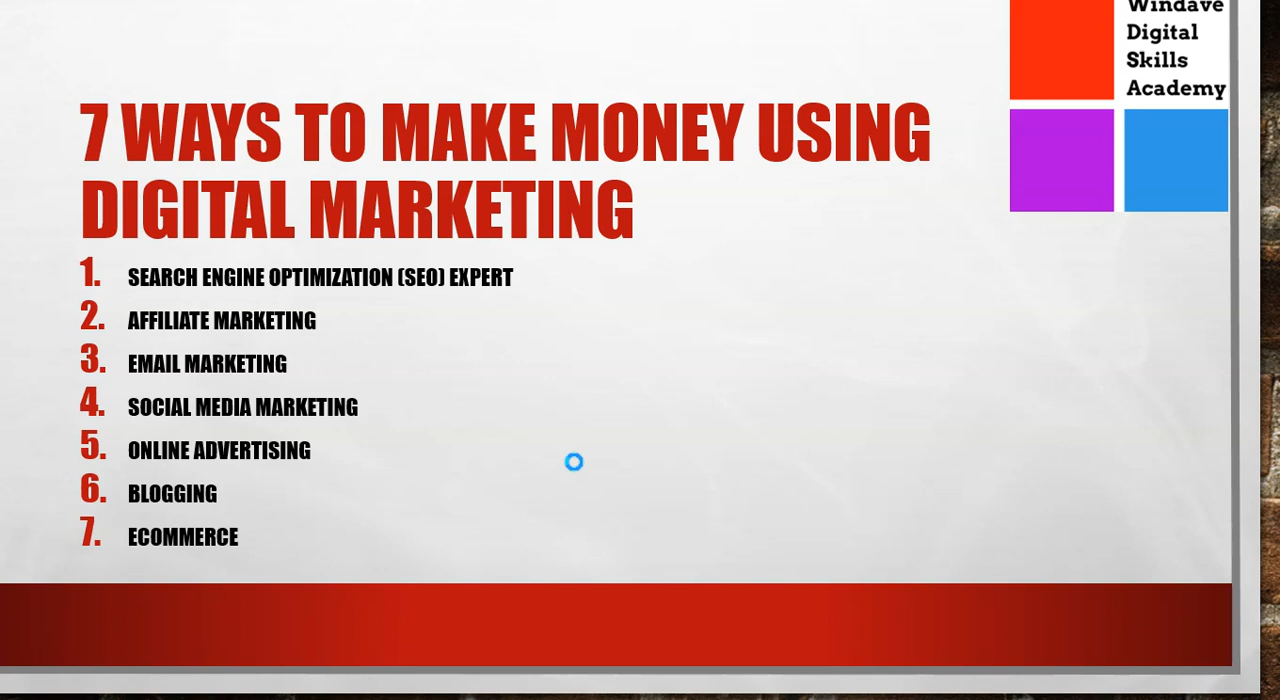 Windave
Digital
Skills
Academy
7 WAYS TO MAKE MONEY USING
DIGITAL MARKETING
1. SEARCH ENGINE OPTIMIZATION (SEO) EXPERT
2. AFFILIATE MARKETING
3. EMAIL MARKETING
4. SOCIAL MEDIA MARKETING
5. ONLINE ADVERTISING
6. BLOGGING
7. ECOMMERCE